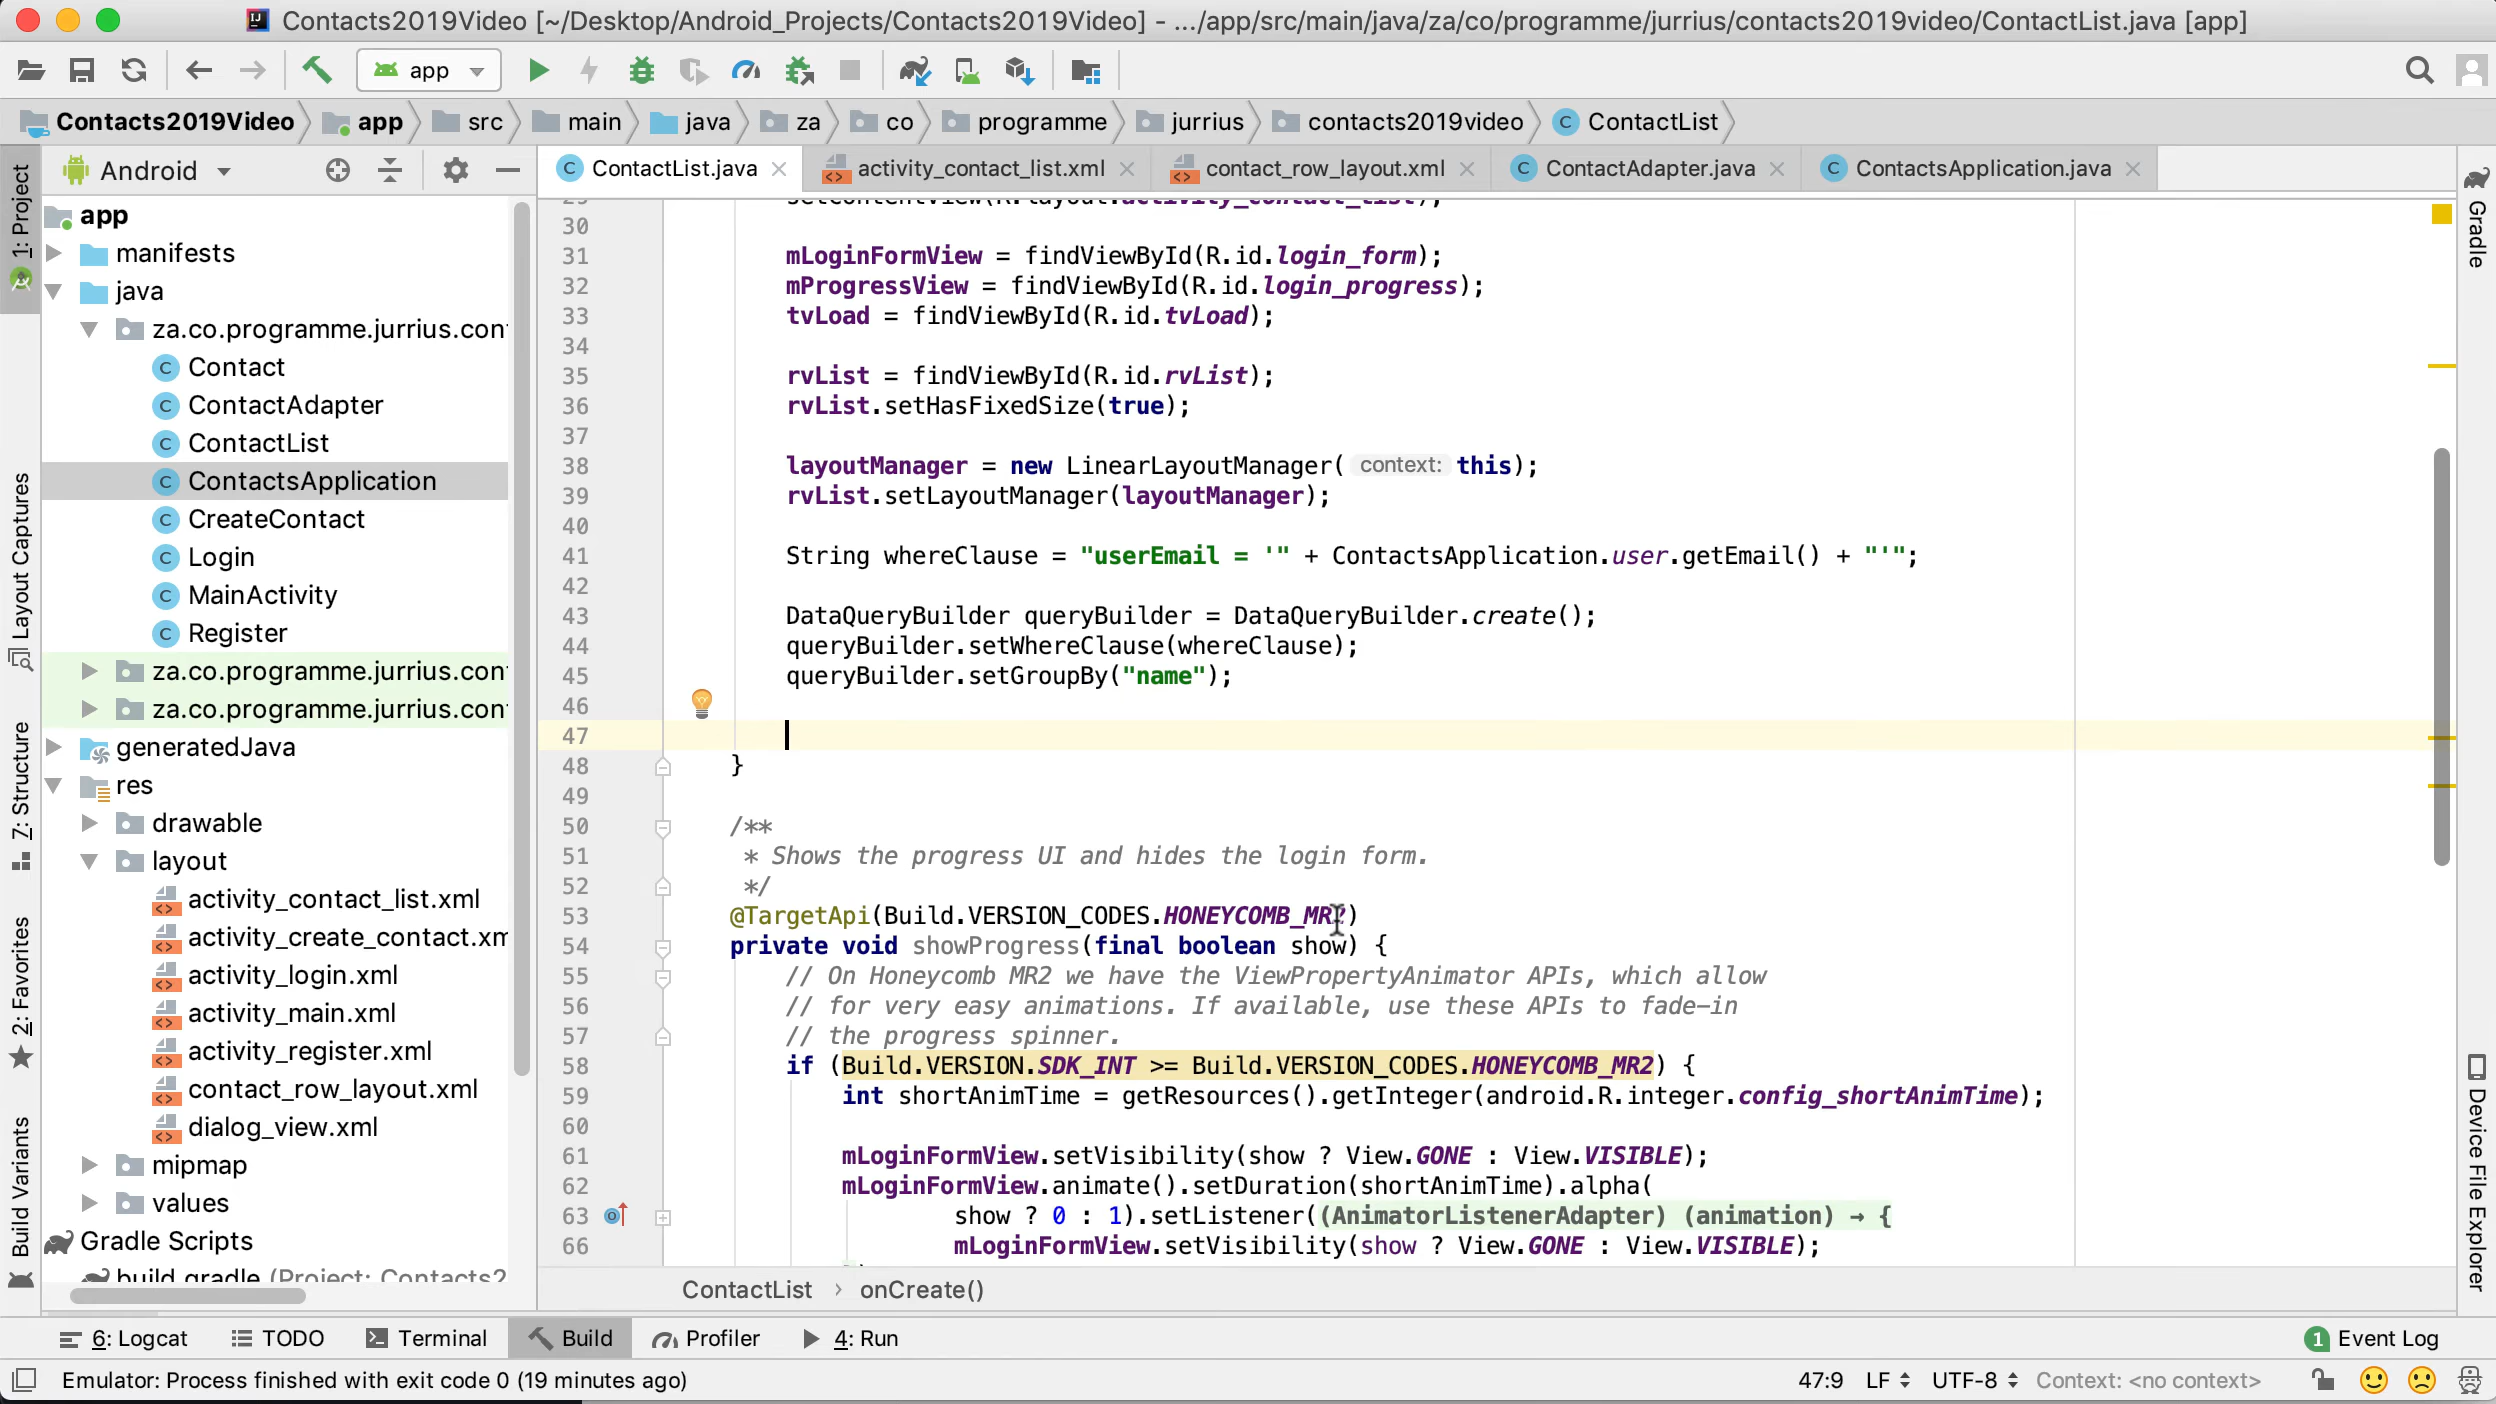 Contacts2019Video [~/Desktop/Android_Projects/Contacts2019Video] - .../app/src/main/java/za/co/programme/jurrius/contacts2019video/ContactList.java [app]
app
Contacts2019Video
app
src
main
java
za
co
programme
jurrius
contacts2019video
ContactList
Android
ContactList.java
activity_contact_list.xml
contact_row_layout.xml
ContactAdapter.java
ContactsApplication.java
1: Project
Layout Captures
7: Structure
2: Favorites
Build Variants
app
manifests
java
za.co.programme.jurrius.con
Contact
ContactAdapter
ContactList
ContactsApplication
CreateContact
Login
MainActivity
Register
za.co.programme.jurrius.con
za.co.programme.jurrius.con
generatedJava
res
drawable
layout
activity_contact_list.xml
activity_create_contact.xm
activity_login.xml
activity_main.xml
activity_register.xml
contact_row_layout.xml
dialog_view.xml
mipmap
values
Gradle Scripts
build.gradle (Project: Contacts2
29 setContentView(R.layout.activity_contact_list);
30
31 mLoginFormView = findViewById(R.id.login_form);
32 mProgressView = findViewById(R.id.login_progress);
33 tvLoad = findViewById(R.id.tvLoad);
34
35 rvList = findViewById(R.id.rvList);
36 rvList.setHasFixedSize(true);
37
38 layoutManager = new LinearLayoutManager( context: this);
39 rvList.setLayoutManager(layoutManager);
40
41 String whereClause = "userEmail = '" + ContactsApplication.user.getEmail() + "'";
42
43 DataQueryBuilder queryBuilder = DataQueryBuilder.create();
44 queryBuilder.setWhereClause(whereClause);
45 queryBuilder.setGroupBy("name");
46
47
48 }
49
50 /**
51 * Shows the progress UI and hides the login form.
52 */
53 @TargetApi(Build.VERSION_CODES.HONEYCOMB_MR2)
54 private void showProgress(final boolean show) {
55 // On Honeycomb MR2 we have the ViewPropertyAnimator APIs, which allow
56 // for very easy animations. If available, use these APIs to fade-in
57 // the progress spinner.
58 if (Build.VERSION.SDK_INT >= Build.VERSION_CODES.HONEYCOMB_MR2) {
59 int shortAnimTime = getResources().getInteger(android.R.integer.config_shortAnimTime);
60
61 mLoginFormView.setVisibility(show ? View.GONE : View.VISIBLE);
62 mLoginFormView.animate().setDuration(shortAnimTime).alpha(
63 show ? 0 : 1).setListener((AnimatorListenerAdapter) (animation) → {
66 mLoginFormView.setVisibility(show ? View.GONE : View.VISIBLE);
ContactList › onCreate()
Gradle
Device File Explorer
6: Logcat
TODO
Terminal
Build
Profiler
4: Run
1 Event Log
Emulator: Process finished with exit code 0 (19 minutes ago)
47:9
LF
UTF-8
Context: <no context>